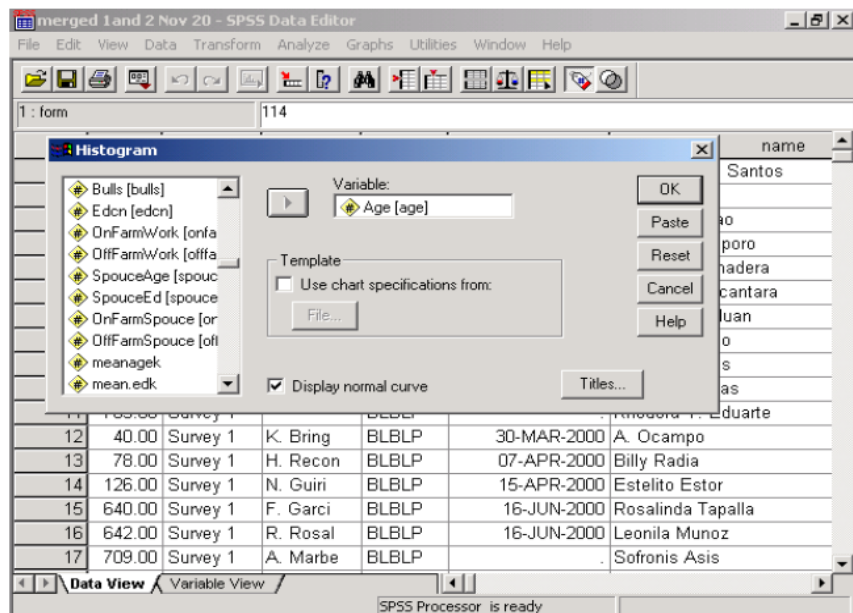 merged 1and 2 Nov 20 - SPSS Data Editor
File Edit View Data Transform Analyze Graphs Utilities Window Help
1 : form 114
name
Histogram
Santos
Bulls [bulls]
Edcn [edcn]
OnFarmWork [onfa
OffFarmWork [offfa
SpouceAge [spouc
SpouceEd [spouce
OnFarmSpouce [or
OffFarmSpouce [ofl
meanagek
mean.edk
Variable:
Age [age]
Template
Use chart specifications from:
File...
Display normal curve
Titles...
OK
Paste
Reset
Cancel
Help
ao
poro
nadera
cantara
luan
o
s
as
Eduarte
12 40.00 Survey 1 K. Bring BLBLP 30-MAR-2000 A. Ocampo
13 78.00 Survey 1 H. Recon BLBLP 07-APR-2000 Billy Radia
14 126.00 Survey 1 N. Guiri BLBLP 15-APR-2000 Estelito Estor
15 640.00 Survey 1 F. Garci BLBLP 16-JUN-2000 Rosalinda Tapalla
16 642.00 Survey 1 R. Rosal BLBLP 16-JUN-2000 Leonila Munoz
17 709.00 Survey 1 A. Marbe BLBLP . Sofronis Asis
Data View Variable View
SPSS Processor is ready